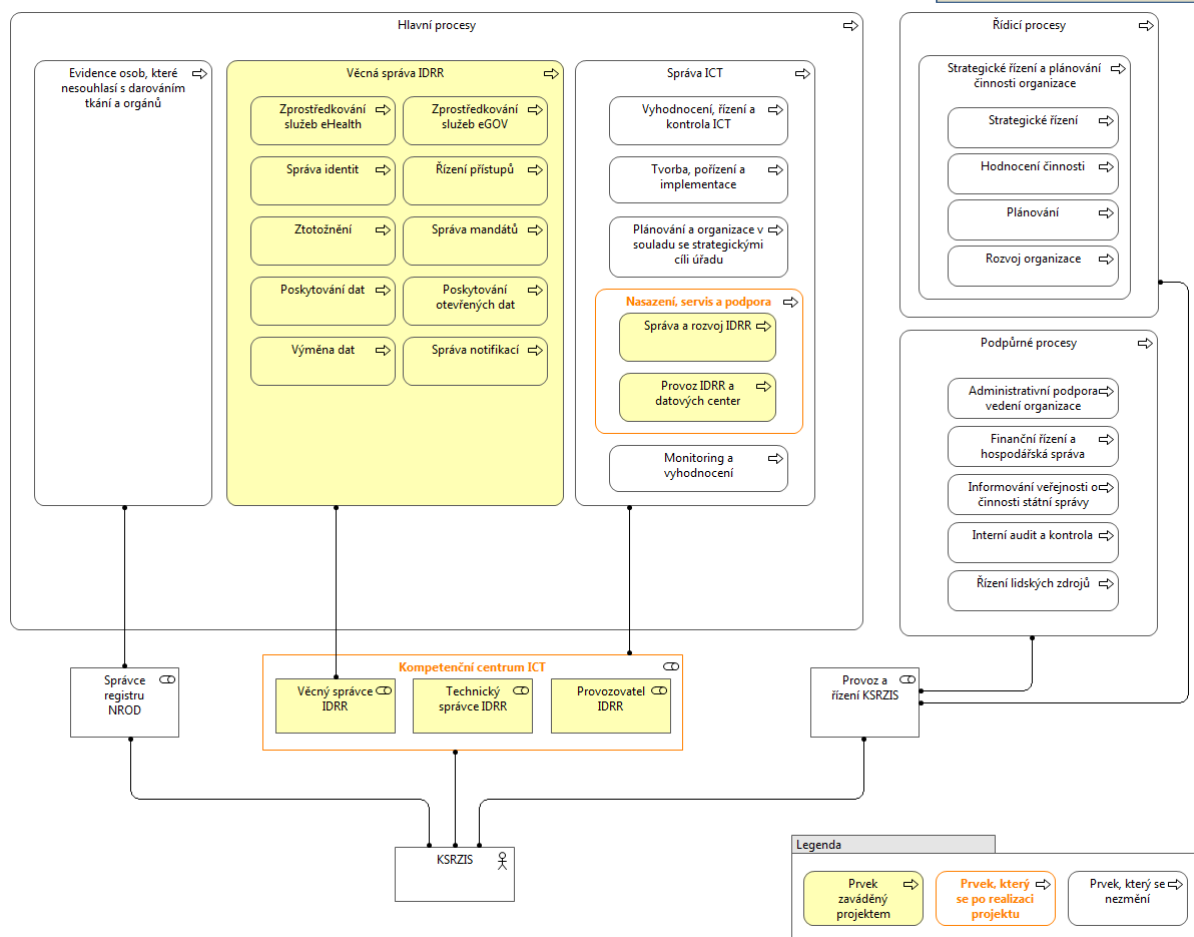 Hlavní procesy
Evidence osob, které
nesouhlasí s darováním
tkání a orgánů
Věcná správa IDRR
Zprostředkování
služeb eHealth
Zprostředkování
služeb eGOV
Správa identit
Řízení přístupů
Ztotožnění
Správa mandátů
Poskytování dat
Poskytování
otevřených dat
Výměna dat
Správa notifikací
Správa ICT
Vyhodnocení, řízení a
kontrola ICT
Tvorba, pořízení a
implementace
Plánování a organizace v
souladu se strategickými
cíli úřadu
Nasazení, servis a podpora
Správa a rozvoj IDRR
Provoz IDRR a
datových center
Monitoring a
vyhodnocení
Řídicí procesy
Strategické řízení a plánování
činnosti organizace
Strategické řízení
Hodnocení činnosti
Plánování
Rozvoj organizace
Podpůrné procesy
Administrativní podpora
vedení organizace
Finanční řízení a
hospodářská správa
Informování veřejnosti o
činnosti státní správy
Interní audit a kontrola
Řízení lidských zdrojů
Správce
registru
NROD
Kompetenční centrum ICT
Věcný správce
IDRR
Technický
správce IDRR
Provozovatel
IDRR
Provoz a
řízení KSRZIS
KSRZIS
Legenda
Prvek
zaváděný
projektem
Prvek, který
se po realizaci
projektu
Prvek, který se
nezmění